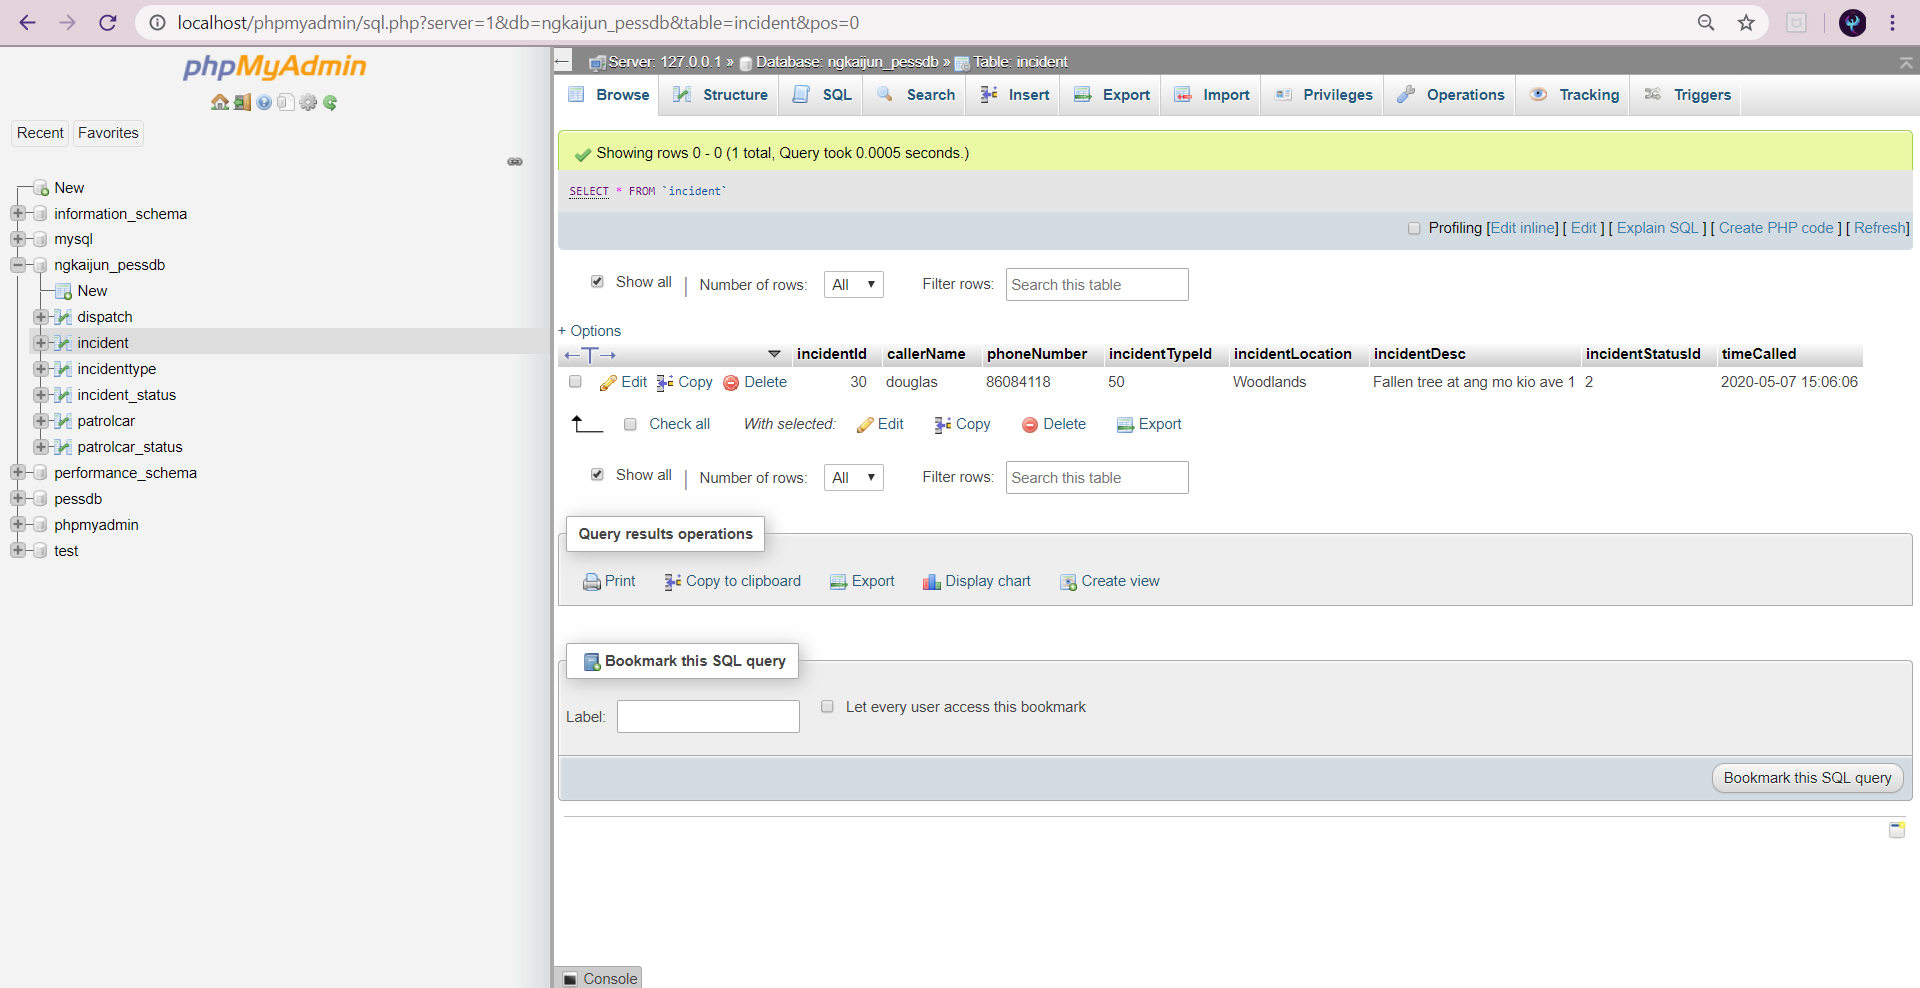 localhost/phpmyadmin/sql.php?server=1&db=ngkaijun_pessdb&table=incident&pos=0
phpMyAdmin
Recent Favorites
New
information_schema
mysql
ngkaijun_pessdb
New
dispatch
incident
incidenttype
incident_status
patrolcar
patrolcar_status
performance_schema
pessdb
phpmyadmin
test
Server: 127.0.0.1 » Database: ngkaijun_pessdb » Table: incident
Browse Structure SQL Search Insert Export Import Privileges Operations Tracking Triggers
Showing rows 0 - 0 (1 total, Query took 0.0005 seconds.)
SELECT * FROM `incident`
Profiling [Edit inline] [ Edit ] [ Explain SQL ] [ Create PHP code ] [ Refresh]
Show all | Number of rows: All Filter rows: Search this table
+ Options
incidentId callerName phoneNumber incidentTypeId incidentLocation incidentDesc incidentStatusId timeCalled
Edit Copy Delete 30 douglas 86084118 50 Woodlands Fallen tree at ang mo kio ave 1 2 2020-05-07 15:06:06
Check all With selected: Edit Copy Delete Export
Show all | Number of rows: All Filter rows: Search this table
Query results operations
Print Copy to clipboard Export Display chart Create view
Bookmark this SQL query
Label: Let every user access this bookmark
Bookmark this SQL query
Console